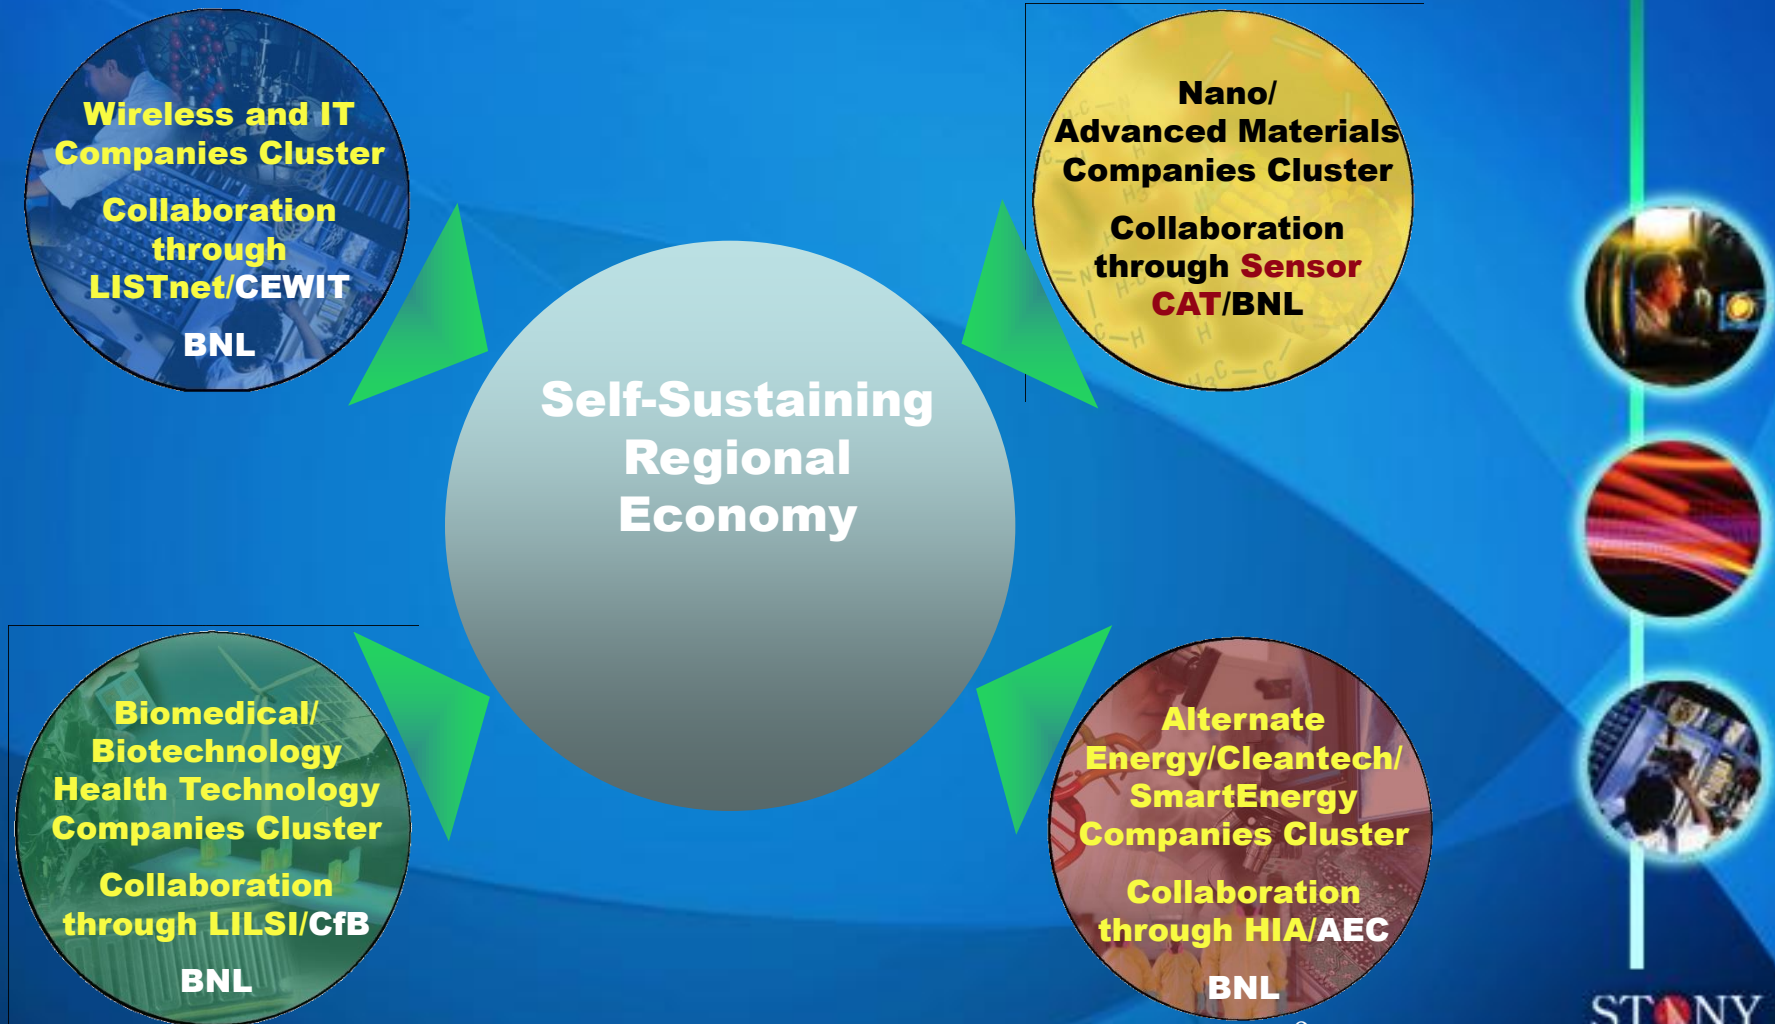 Wireless and IT
Companies Cluster
Collaboration
through
LISTnet/CEWIT
BNL
Nano/
Advanced Materials
Companies Cluster
Collaboration
through Sensor
CAT/BNL
Self-Sustaining
Regional
Economy
Biomedical/
Biotechnology
Health Technology
Companies Cluster
Collaboration
through LILSI/CfB
BNL
Alternate
Energy/Cleantech/
SmartEnergy
Companies Cluster
Collaboration
through HIA/AEC
BNL
STONY